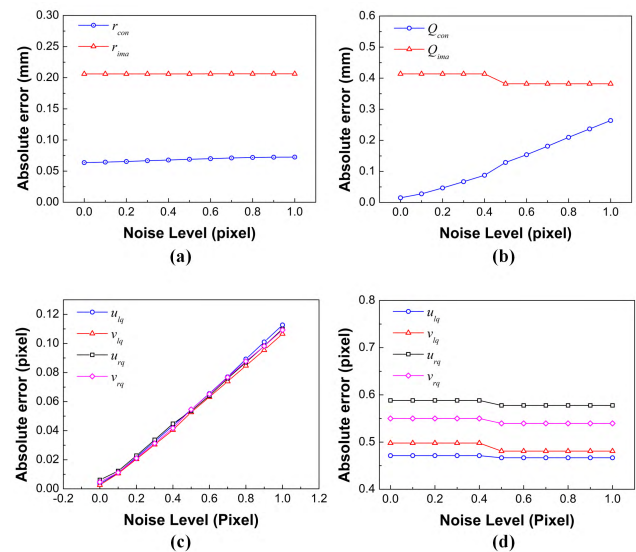 0.30
0.25
0.20
0.15
0.10
0.05
0.00
Absolute error (mm)
r_con
r_ima
0.0 0.2 0.4 0.6 0.8 1.0
Noise Level (pixel)
(a)
0.6
0.5
0.4
0.3
0.2
0.1
0.0
Absolute error (mm)
Q_con
Q_ima
0.0 0.2 0.4 0.6 0.8 1.0
Noise Level (pixel)
(b)
0.12
0.10
0.08
0.06
0.04
0.02
0.00
Absolute error (pixel)
u_lq
v_lq
u_rq
v_rq
-0.2 0.0 0.2 0.4 0.6 0.8 1.0 1.2
Noise Level (Pixel)
(c)
0.8
0.7
0.6
0.5
0.4
Absolute error (pixel)
u_lq
v_lq
u_rq
v_rq
0.0 0.2 0.4 0.6 0.8 1.0
Noise Level (Pixel)
(d)